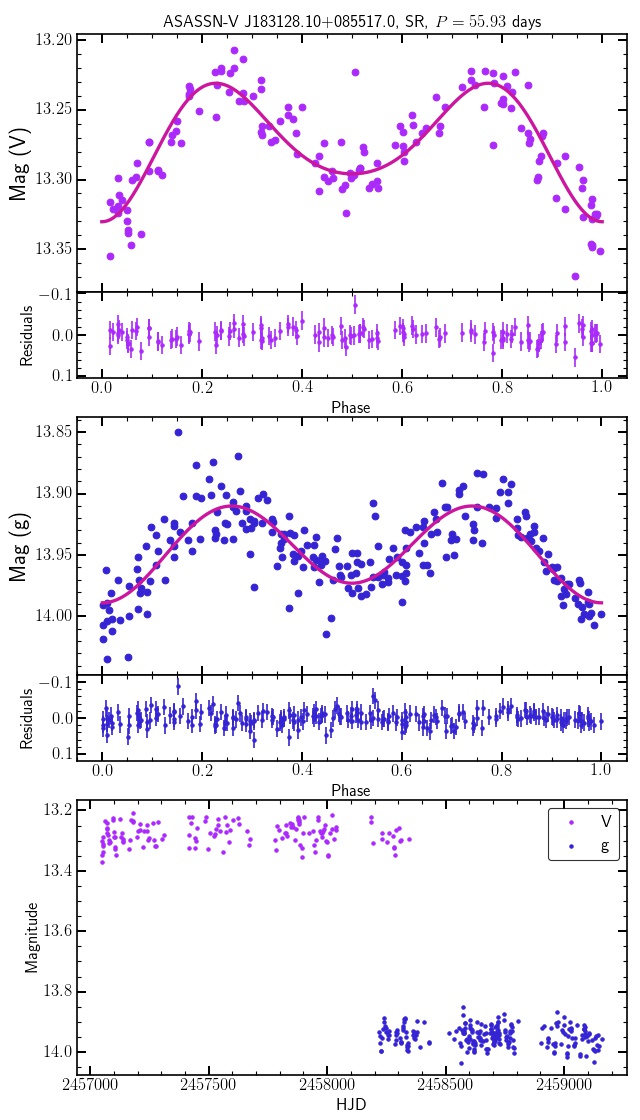 ASASSN-V J183128.10+085517.0, SR, P = 55.93 days
13.20
13.25
13.30
13.35
Mag (V)
−0.1
0.0
0.1
Residuals
0.0 0.2 0.4 0.6 0.8 1.0
Phase
13.85
13.90
13.95
14.00
Mag (g)
−0.1
0.0
0.1
Residuals
0.0 0.2 0.4 0.6 0.8 1.0
Phase
13.2
13.4
13.6
13.8
14.0
Magnitude
V
g
2457000 2457500 2458000 2458500 2459000
HJD